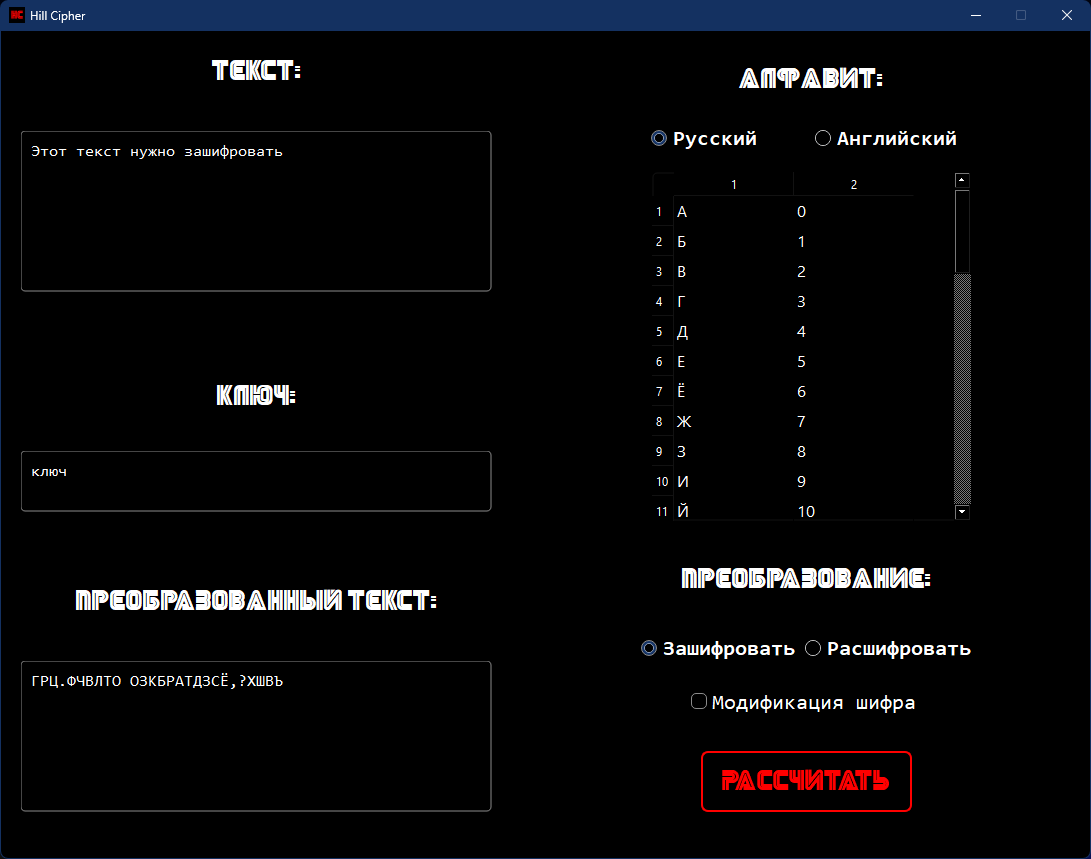 HC Hill Cipher
ТЕКСТ:
Этот текст нужно зашифровать
КЛЮЧ:
ключ
ПРЕОБРАЗОВАННЫЙ ТЕКСТ:
ГРЦ.ФЧВЛТО ОЗКБРАТДЗСЁ,?ХШВЪ
АЛФАВИТ:
Русский Английский
1 2
1 А 0
2 Б 1
3 В 2
4 Г 3
5 Д 4
6 Е 5
7 Ё 6
8 Ж 7
9 З 8
10 И 9
11 Й 10
ПРЕОБРАЗОВАНИЕ:
Зашифровать Расшифровать
Модификация шифра
РАССЧИТАТЬ